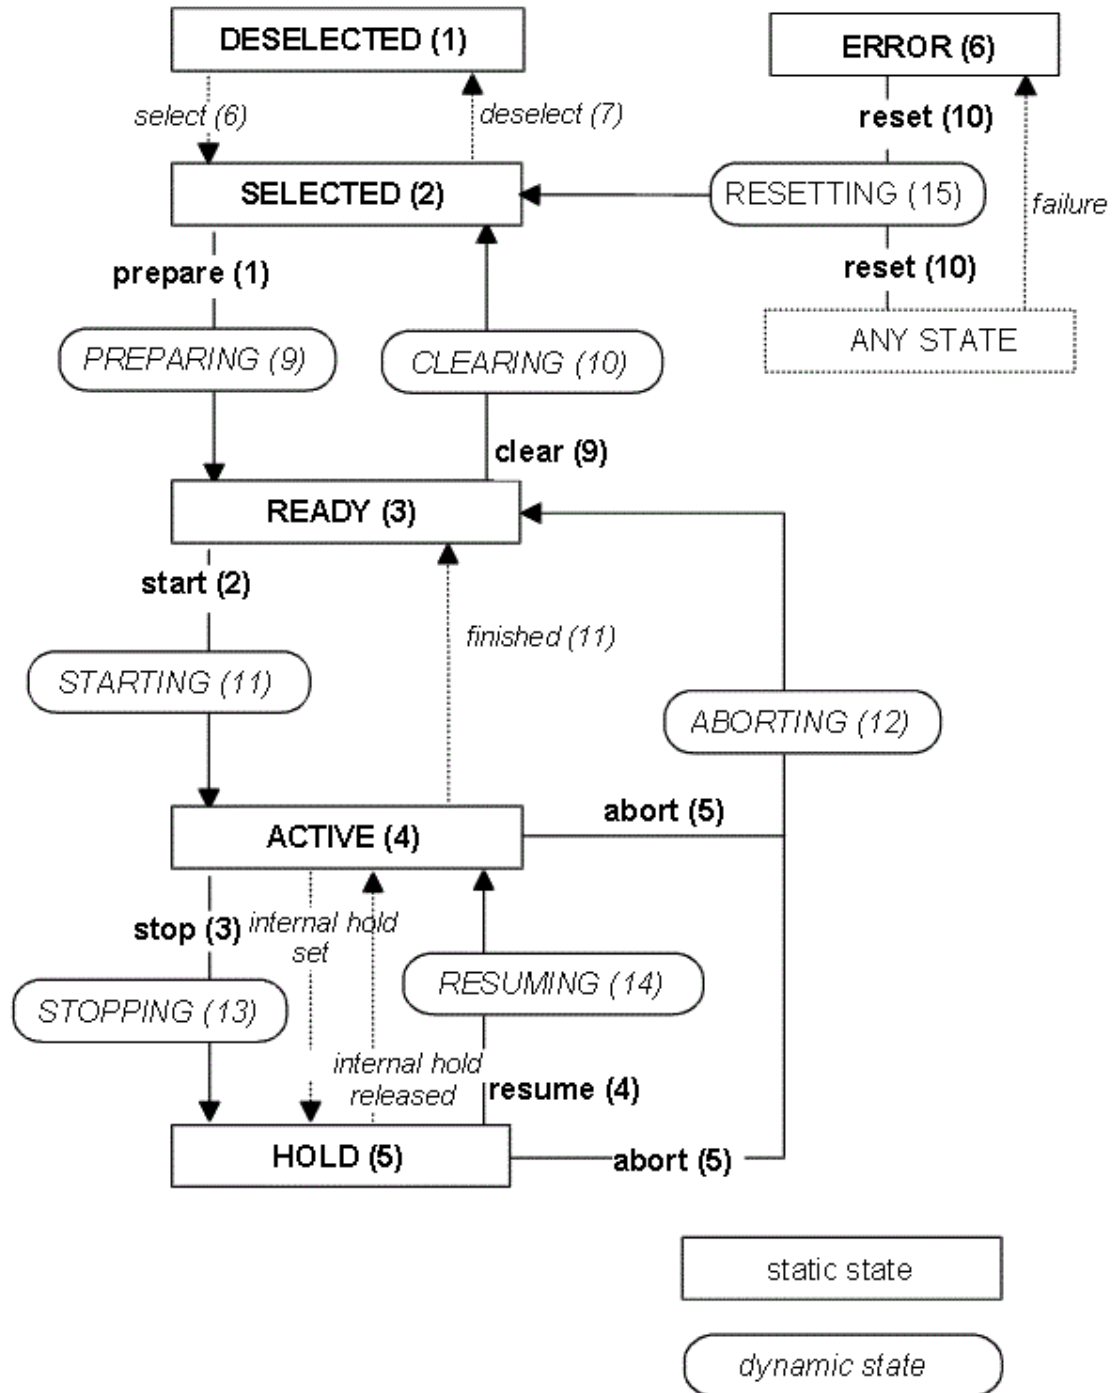 DESELECTED (1)
ERROR (6)
select (6)
deselect (7)
reset (10)
SELECTED (2)
RESETTING (15)
failure
prepare (1)
reset (10)
PREPARING (9)
CLEARING (10)
ANY STATE
clear (9)
READY (3)
start (2)
finished (11)
STARTING (11)
ABORTING (12)
abort (5)
ACTIVE (4)
stop (3)
internal hold
set
RESUMING (14)
STOPPING (13)
internal hold
released
resume (4)
HOLD (5)
abort (5)
static state
dynamic state